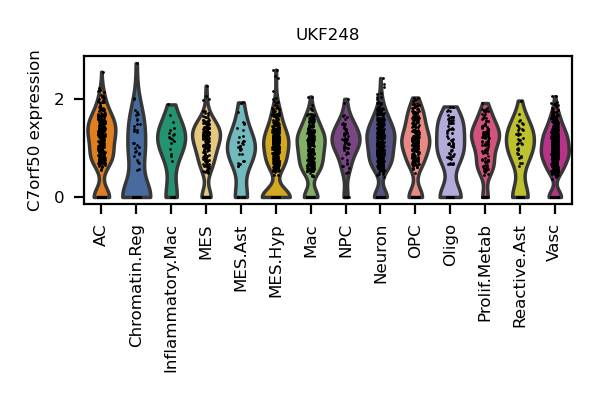 UKF248
C7orf50 expression
2
0
AC
Chromatin.Reg
Inflammatory.Mac
MES
MES.Ast
MES.Hyp
Mac
NPC
Neuron
OPC
Oligo
Prolif.Metab
Reactive.Ast
Vasc